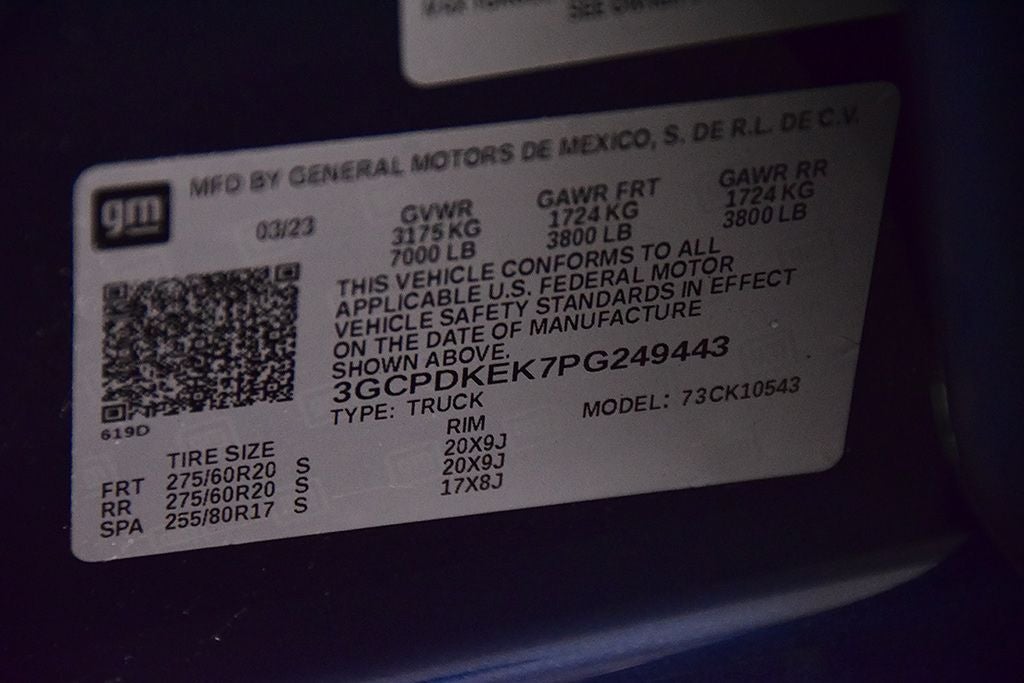 SEE OWNER
MFD BY GENERAL MOTORS DE MEXICO, S. DE R.L. DE C.V.
gm
03/23
GVWR GAWR FRT GAWR RR
3175 KG 1724 KG 1724 KG
7000 LB 3800 LB 3800 LB
THIS VEHICLE CONFORMS TO ALL
APPLICABLE U.S. FEDERAL MOTOR
VEHICLE SAFETY STANDARDS IN EFFECT
ON THE DATE OF MANUFACTURE
SHOWN ABOVE.
3GCPDKEK7PG249443
TYPE: TRUCK MODEL: 73CK10543
619D
TIRE SIZE RIM
FRT 275/60R20 S 20X9J
RR 275/60R20 S 20X9J
SPA 255/80R17 S 17X8J